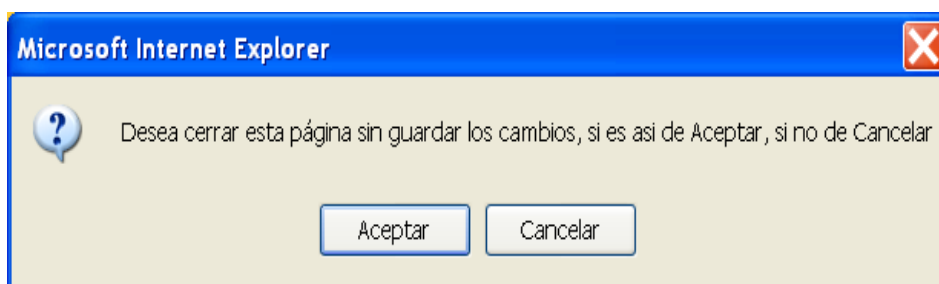 Microsoft Internet Explorer
Desea cerrar esta página sin guardar los cambios, si es asi de Aceptar, si no de Cancelar
Aceptar
Cancelar